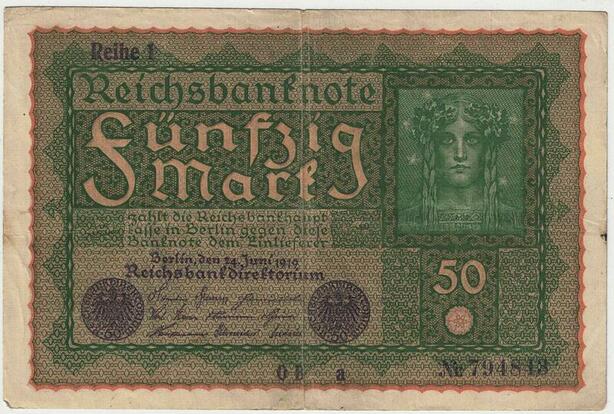 Reihe 1
Reichsbanknote
Fünfzig
Mark
zahlt die Reichsbankhaupt
kasse in Berlin gegen diese
Banknote dem Einlieferer
Berlin, den 24. Juni 1919
Reichsbankdirektorium
50
01 a
№ 794848